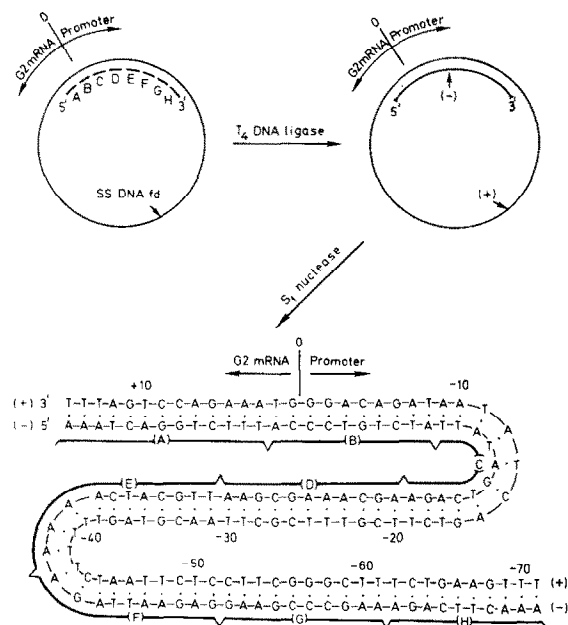 0
G2 mRNA Promoter
5' A B C D E F G H 3'
SS DNA fd
T4 DNA ligase
0
G2 mRNA Promoter
5' 3'
(-)
(+)
S1 nuclease
0
G2 mRNA Promoter
+10 -10
(+) 3' T-T-T-A-G-T-C-C-A-G-A-A-A-T-G-G-G-A-C-A-G-A-T-A-A
(-) 5' A-A-A-T-C-A-G-G-T-C-T-T-T-A-C-C-C-T-G-T-C-T-A-T-T
(A) (B)
(C)
(E) (D)
A-C-T-A-C-G-T-T-A-A-G-C-G-A-A-A-C-G-A-A-G-A-C
T-G-A-T-G-C-A-A-T-T-C-G-C-T-T-T-G-C-T-T-C-T-G
-40 -30 -20
-50 -60 -70
C-T-A-A-T-T-C-T-C-C-T-T-C-G-G-G-C-T-T-T-C-T-G-A-A-G-T-T-T (+)
G-A-T-T-A-A-G-A-G-G-A-A-G-C-C-C-G-A-A-A-G-A-C-T-T-C-A-A-A (-)
(F) (G) (H)